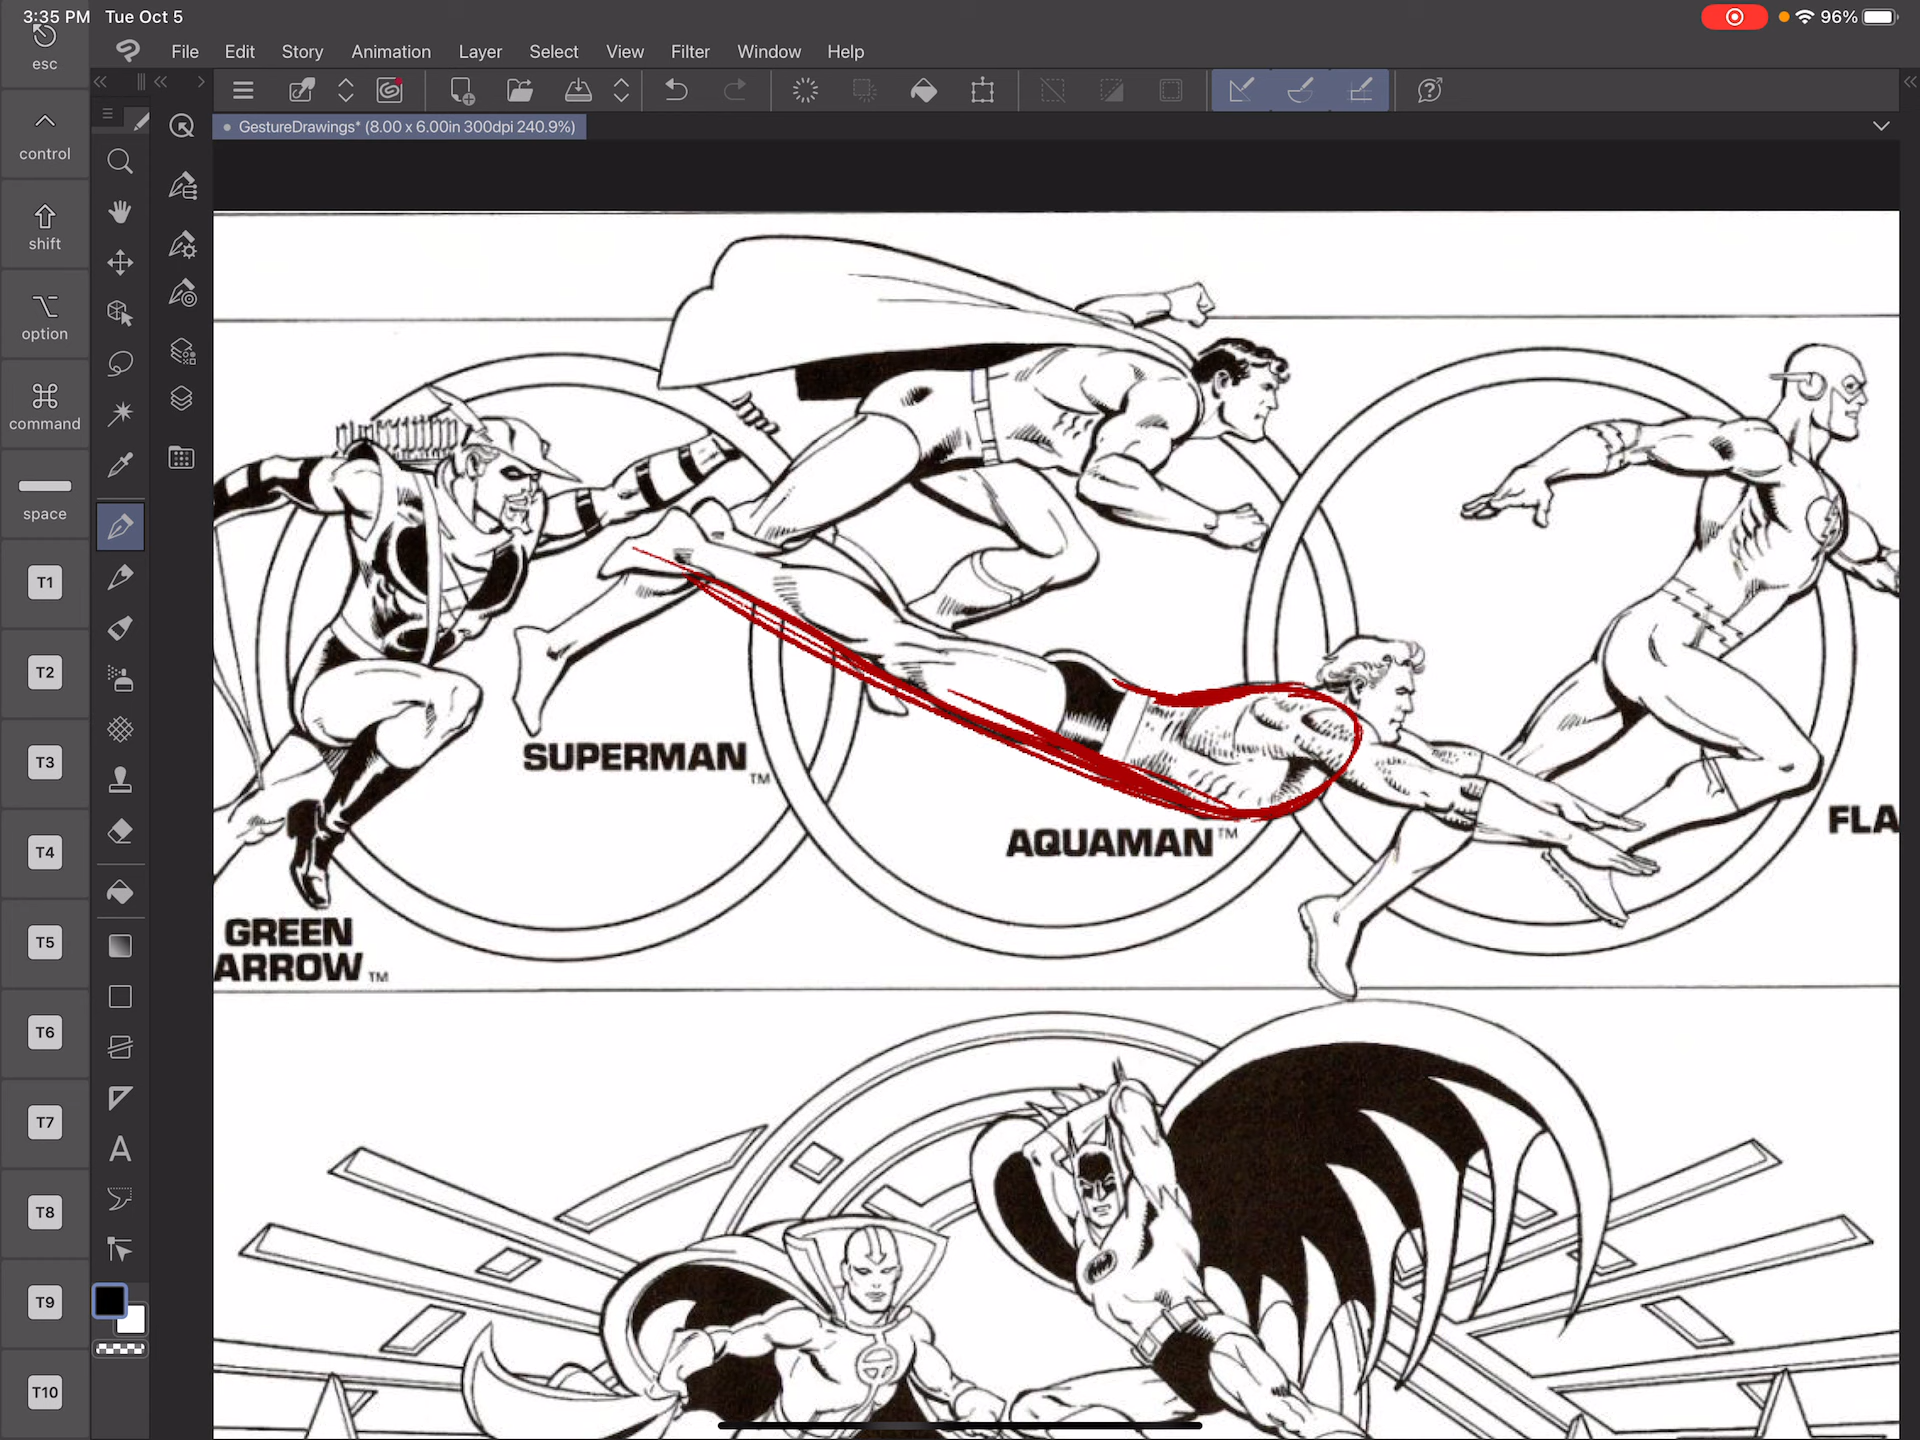 3:35 PM Tue Oct 5
96%
esc
File Edit Story Animation Layer Select View Filter Window Help
GestureDrawings* (8.00 x 6.00in 300dpi 240.9%)
control
shift
option
command
space
T1
T2
T3
T4
T5
T6
T7
T8
T9
T10
A
SUPERMAN TM
AQUAMAN TM
FLA
GREEN
ARROW TM